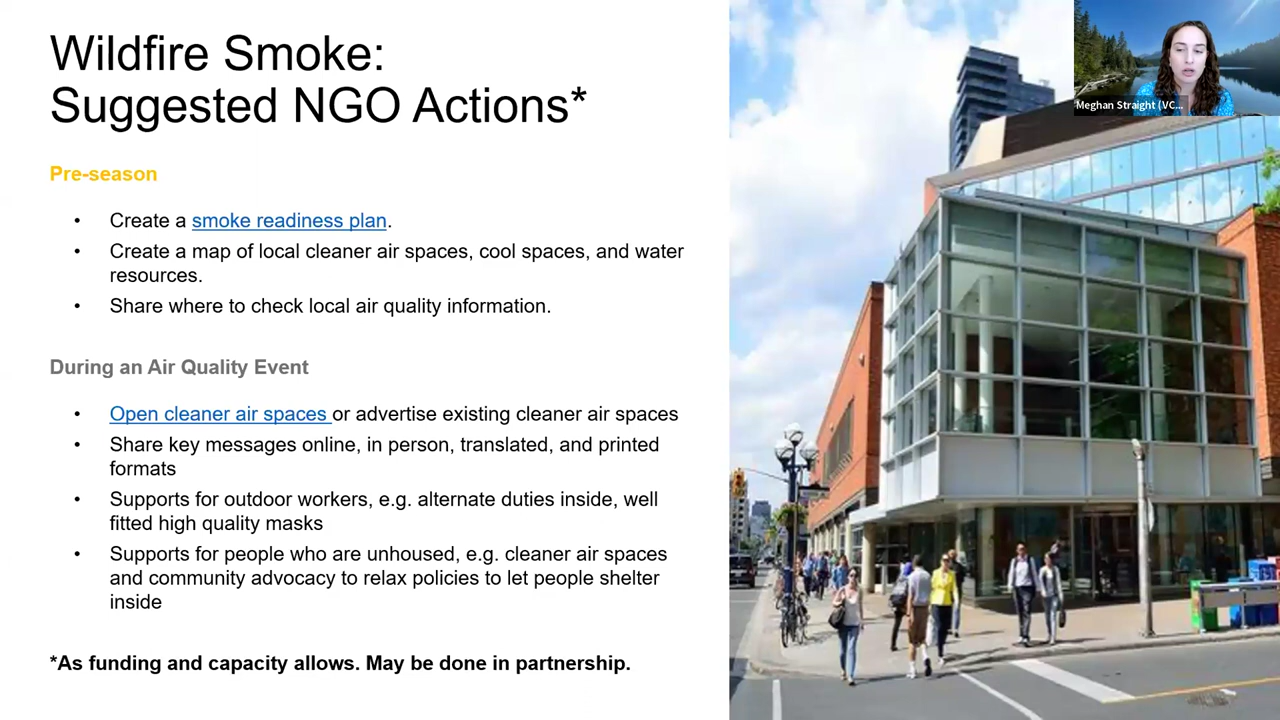 Wildfire Smoke:
Suggested NGO Actions*
Meghan Straight (VC...
Pre-season
• Create a smoke readiness plan.
• Create a map of local cleaner air spaces, cool spaces, and water
resources.
• Share where to check local air quality information.
During an Air Quality Event
• Open cleaner air spaces or advertise existing cleaner air spaces
• Share key messages online, in person, translated, and printed
formats
• Supports for outdoor workers, e.g. alternate duties inside, well
fitted high quality masks
• Supports for people who are unhoused, e.g. cleaner air spaces
and community advocacy to relax policies to let people shelter
inside
*As funding and capacity allows. May be done in partnership.